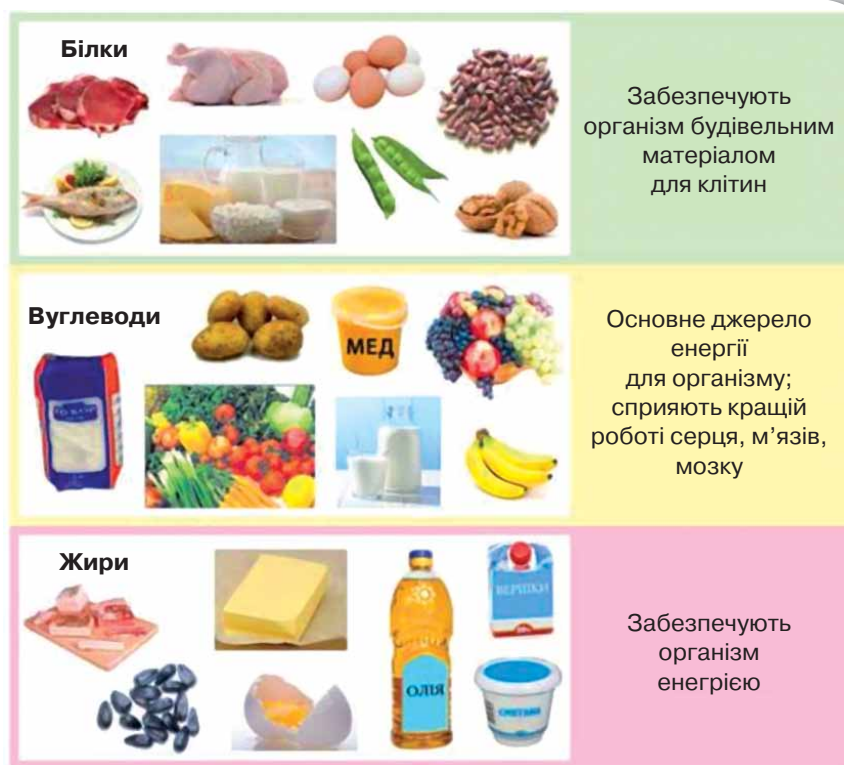 Білки
Забезпечують
організм будівельним
матеріалом
для клітин
Вуглеводи
МЕД
Основне джерело
енергії
для організму;
сприяють кращій
роботі серця, м’язів,
мозку
Жири
ВЕРШКИ
ОЛІЯ
СМЕТАНА
Забезпечують
організм
енегрією